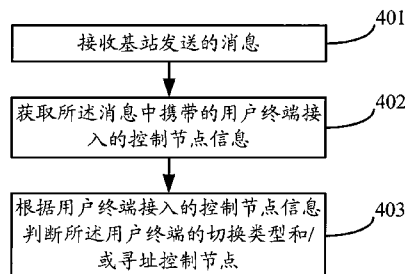 接收基站发送的消息
401
获取所述消息中携带的用户终端接
入的控制节点信息
402
根据用户终端接入的控制节点信息
判断所述用户终端的切换类型和/
或寻址控制节点
403